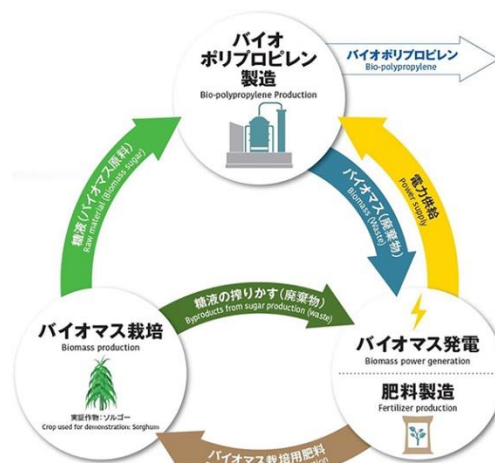 バイオ
ポリプロピレン
製造
Bio-polypropylene Production
バイオポリプロピレン
Bio-polypropylene
糖液(バイオマス原料)
Raw material (Biomass sugar)
バイオマス(廃棄物)
Biomass (Waste)
電力供給
Power supply
糖液の搾りかす(廃棄物)
Byproducts from sugar production (waste)
バイオマス栽培
Biomass production
実証作物:ソルゴー
Crop used for demonstration: Sorghum
バイオマス発電
Biomass power generation
肥料製造
Fertilizer production
バイオマス栽培用肥料